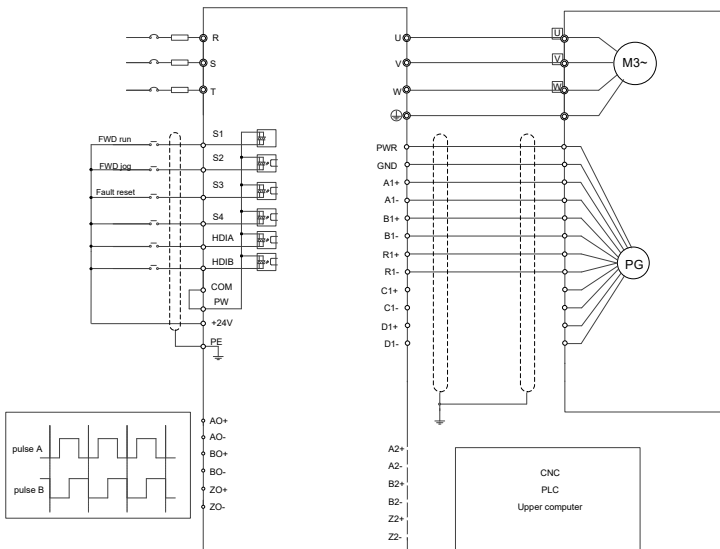 R
S
T
FWD run
S1
FWD jog
S2
Fault reset
S3
S4
HDIA
HDIB
COM
PW
+24V
PE
pulse A
pulse B
AO+
AO-
BO+
BO-
ZO+
ZO-
U
V
W
U
V
W
M3~
PWR
GND
A1+
A1-
B1+
B1-
R1+
R1-
C1+
C1-
D1+
D1-
PG
A2+
A2-
B2+
B2-
Z2+
Z2-
CNC
PLC
Upper computer